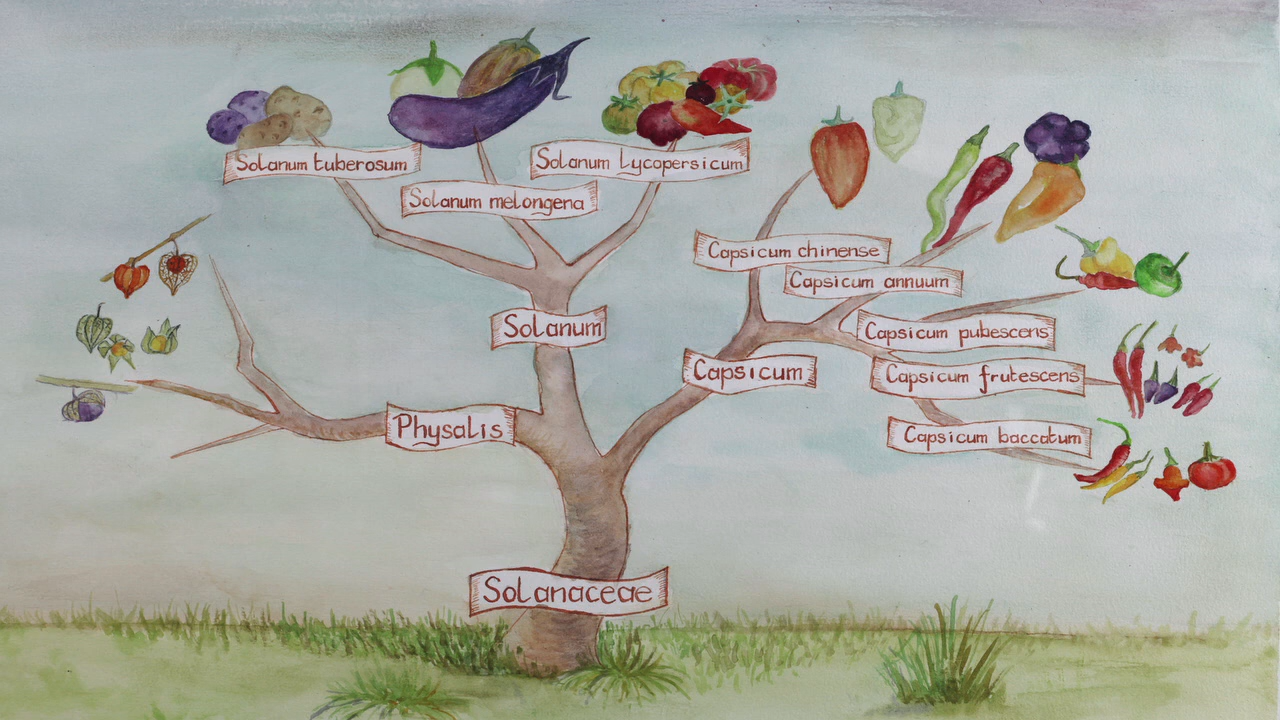 Solanum tuberosum
Solanum Lycopersicum
Solanum melongena
Capsicum chinense
Capsicum annuum
Solanum
Capsicum pubescens
Capsicum
Capsicum frutescens
Physalis
Capsicum baccatum
Solanaceae